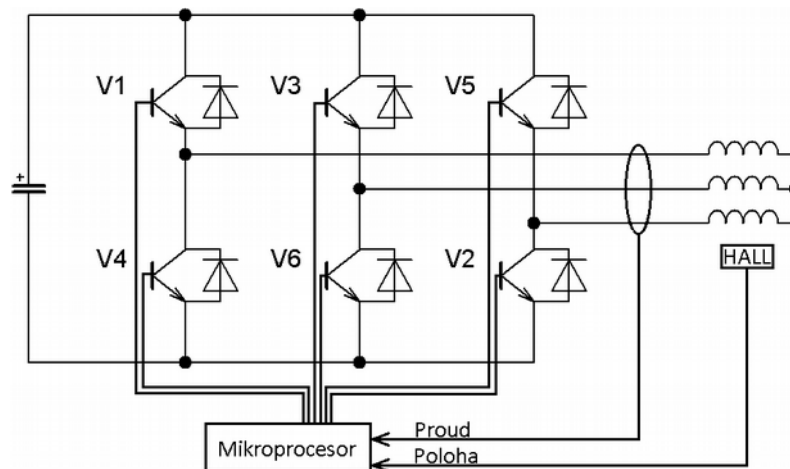 V1
V3
V5
+
V4
V6
V2
HALL
Mikroprocesor
Proud
Poloha